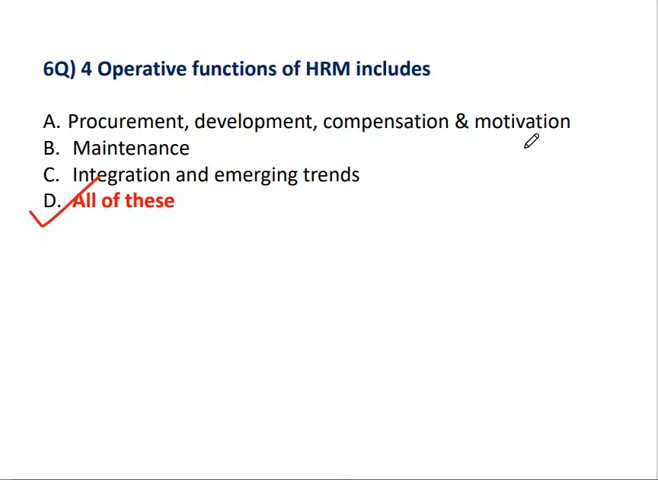 6Q) 4 Operative functions of HRM includes
A. Procurement, development, compensation & motivation
B. Maintenance
C. Integration and emerging trends
D. All of these